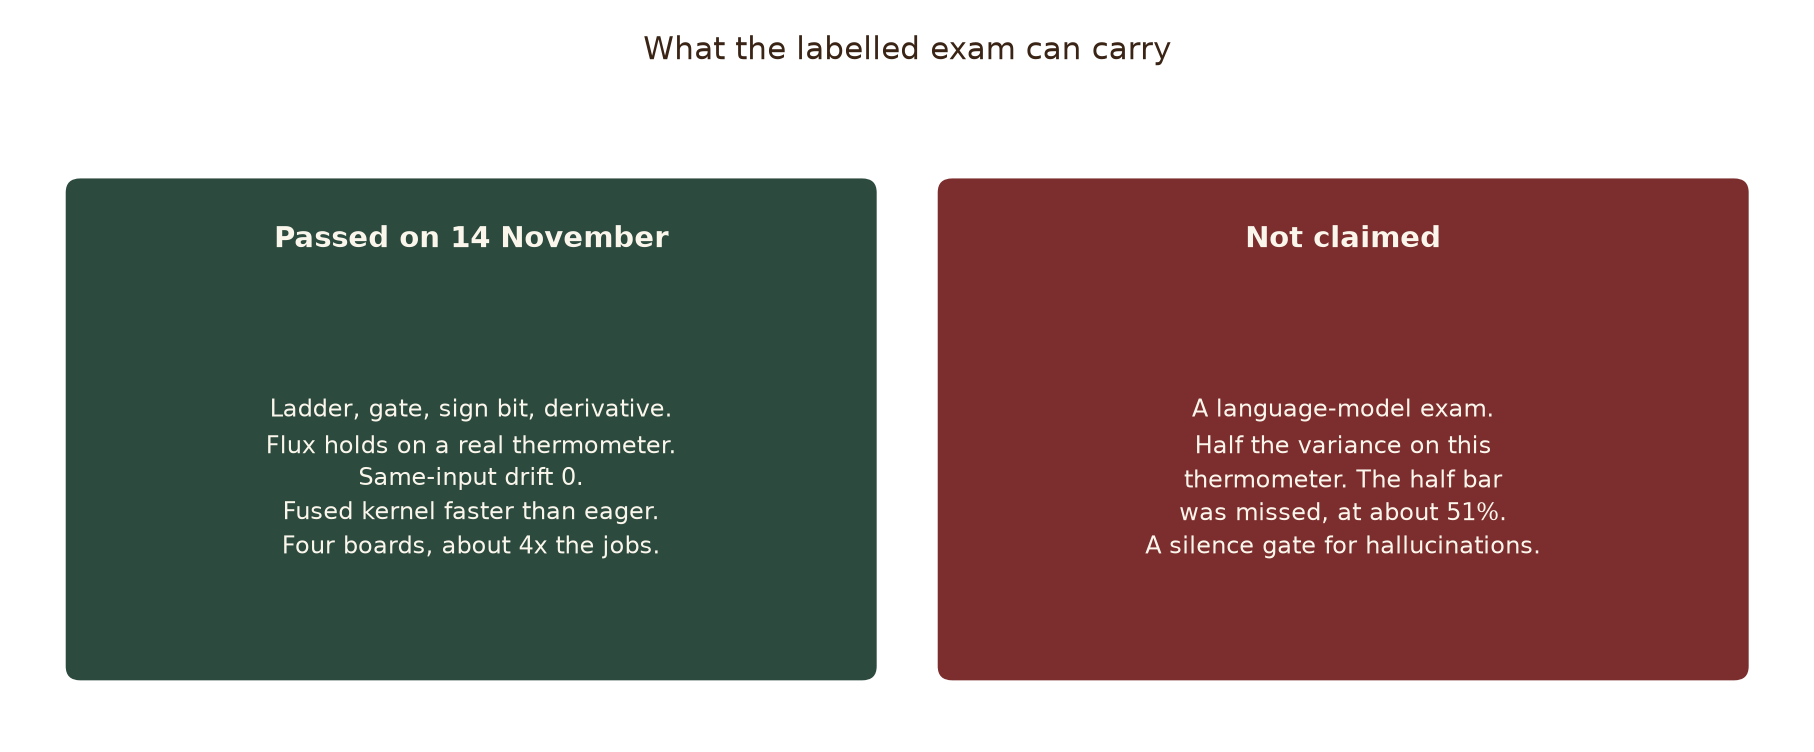 What the labelled exam can carry
Passed on 14 November
Ladder, gate, sign bit, derivative.
Flux holds on a real thermometer.
Same-input drift 0.
Fused kernel faster than eager.
Four boards, about 4x the jobs.
Not claimed
A language-model exam.
Half the variance on this
thermometer. The half bar
was missed, at about 51%.
A silence gate for hallucinations.